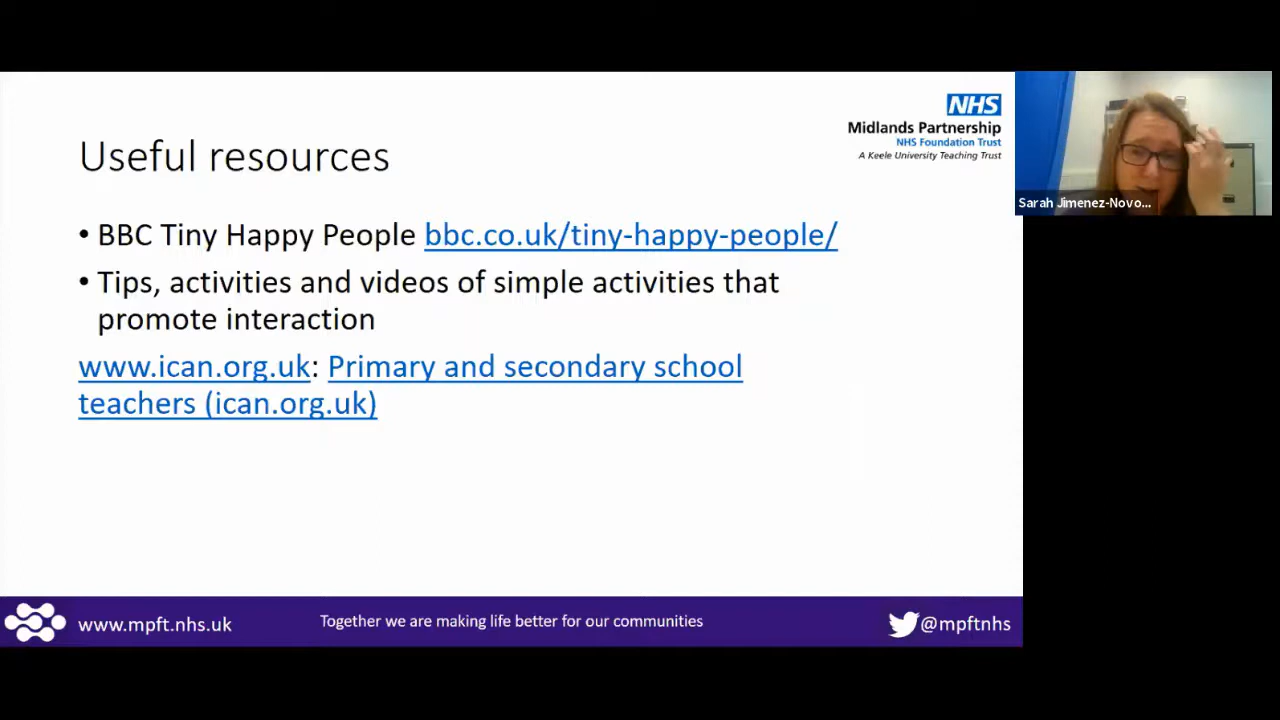 NHS
Midlands Partnership
NHS Foundation Trust
A Keele University Teaching Trust
Useful resources
• BBC Tiny Happy People bbc.co.uk/tiny-happy-people/
• Tips, activities and videos of simple activities that
promote interaction
www.ican.org.uk: Primary and secondary school
teachers (ican.org.uk)
Sarah Jimenez-Novo...
www.mpft.nhs.uk
Together we are making life better for our communities
@mpftnhs